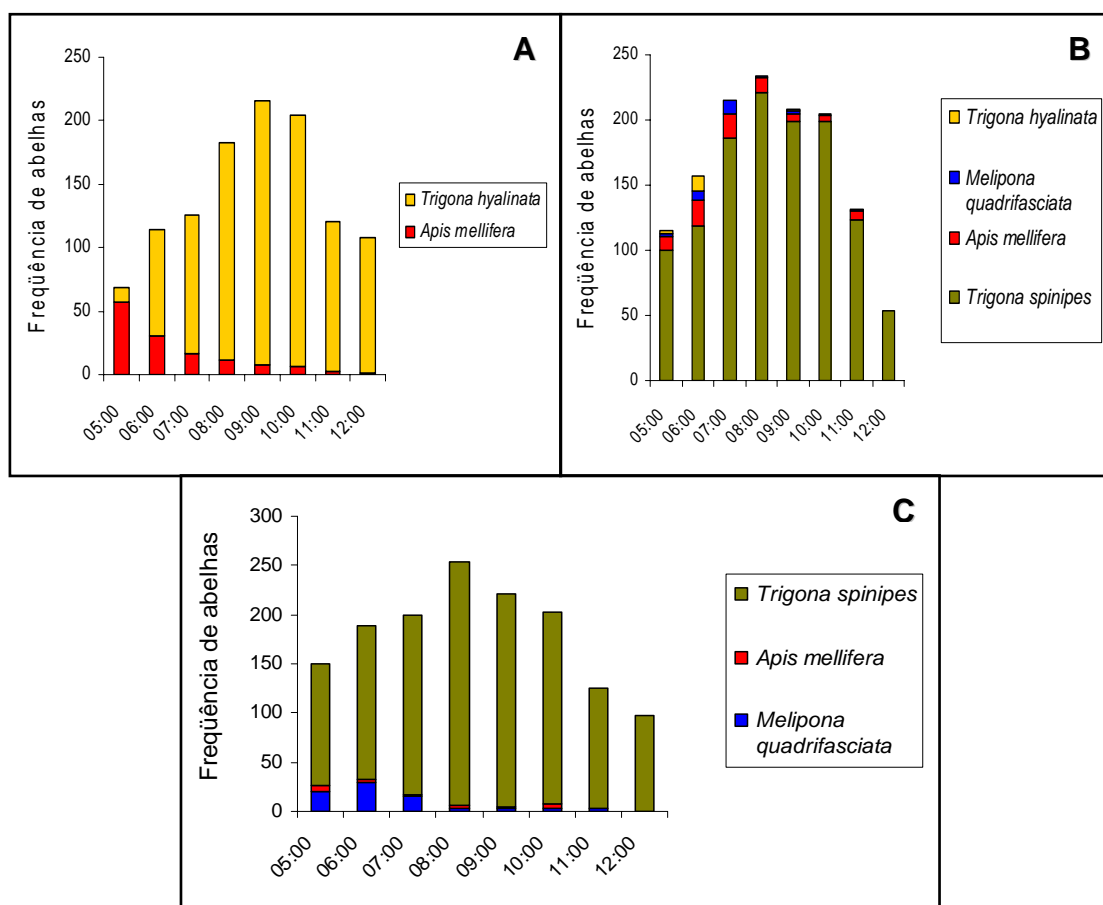 A
Freqüência de abelhas
250
200
150
100
50
0
05:00
06:00
07:00
08:00
09:00
10:00
11:00
12:00
Trigona hyalinata
Apis mellifera
B
Freqüência de abelhas
250
200
150
100
50
0
05:00
06:00
07:00
08:00
09:00
10:00
11:00
12:00
Trigona hyalinata
Melipona
quadrifasciata
Apis mellifera
Trigona spinipes
C
Freqüência de abelhas
300
250
200
150
100
50
0
05:00
06:00
07:00
08:00
09:00
10:00
11:00
12:00
Trigona spinipes
Apis mellifera
Melipona
quadrifasciata